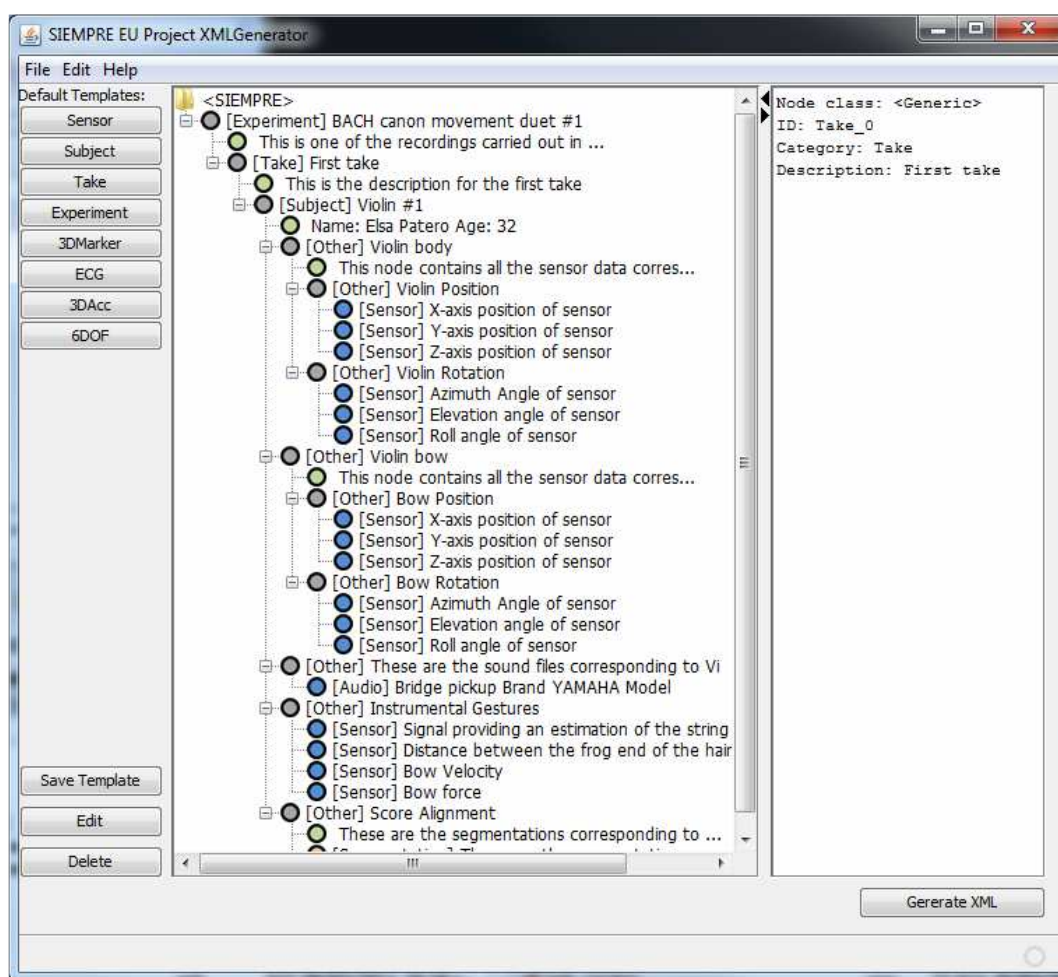 SIEMPRE EU Project XMLGenerator
File Edit Help
Default Templates:
Sensor
Subject
Take
Experiment
3DMarker
ECG
3DAcc
6DOF
Save Template
Edit
Delete
<SIEMPRE>
[Experiment] BACH canon movement duet #1
This is one of the recordings carried out in ...
[Take] First take
This is the description for the first take
[Subject] Violin #1
Name: Elsa Patero Age: 32
[Other] Violin body
This node contains all the sensor data corres...
[Other] Violin Position
[Sensor] X-axis position of sensor
[Sensor] Y-axis position of sensor
[Sensor] Z-axis position of sensor
[Other] Violin Rotation
[Sensor] Azimuth Angle of sensor
[Sensor] Elevation angle of sensor
[Sensor] Roll angle of sensor
[Other] Violin bow
This node contains all the sensor data corres...
[Other] Bow Position
[Sensor] X-axis position of sensor
[Sensor] Y-axis position of sensor
[Sensor] Z-axis position of sensor
[Other] Bow Rotation
[Sensor] Azimuth Angle of sensor
[Sensor] Elevation angle of sensor
[Sensor] Roll angle of sensor
[Other] These are the sound files corresponding to Vi
[Audio] Bridge pickup Brand YAMAHA Model
[Other] Instrumental Gestures
[Sensor] Signal providing an estimation of the string
[Sensor] Distance between the frog end of the hair
[Sensor] Bow Velocity
[Sensor] Bow force
[Other] Score Alignment
These are the segmentations corresponding to ...
Node class: <Generic>
ID: Take_0
Category: Take
Description: First take
Gererate XML